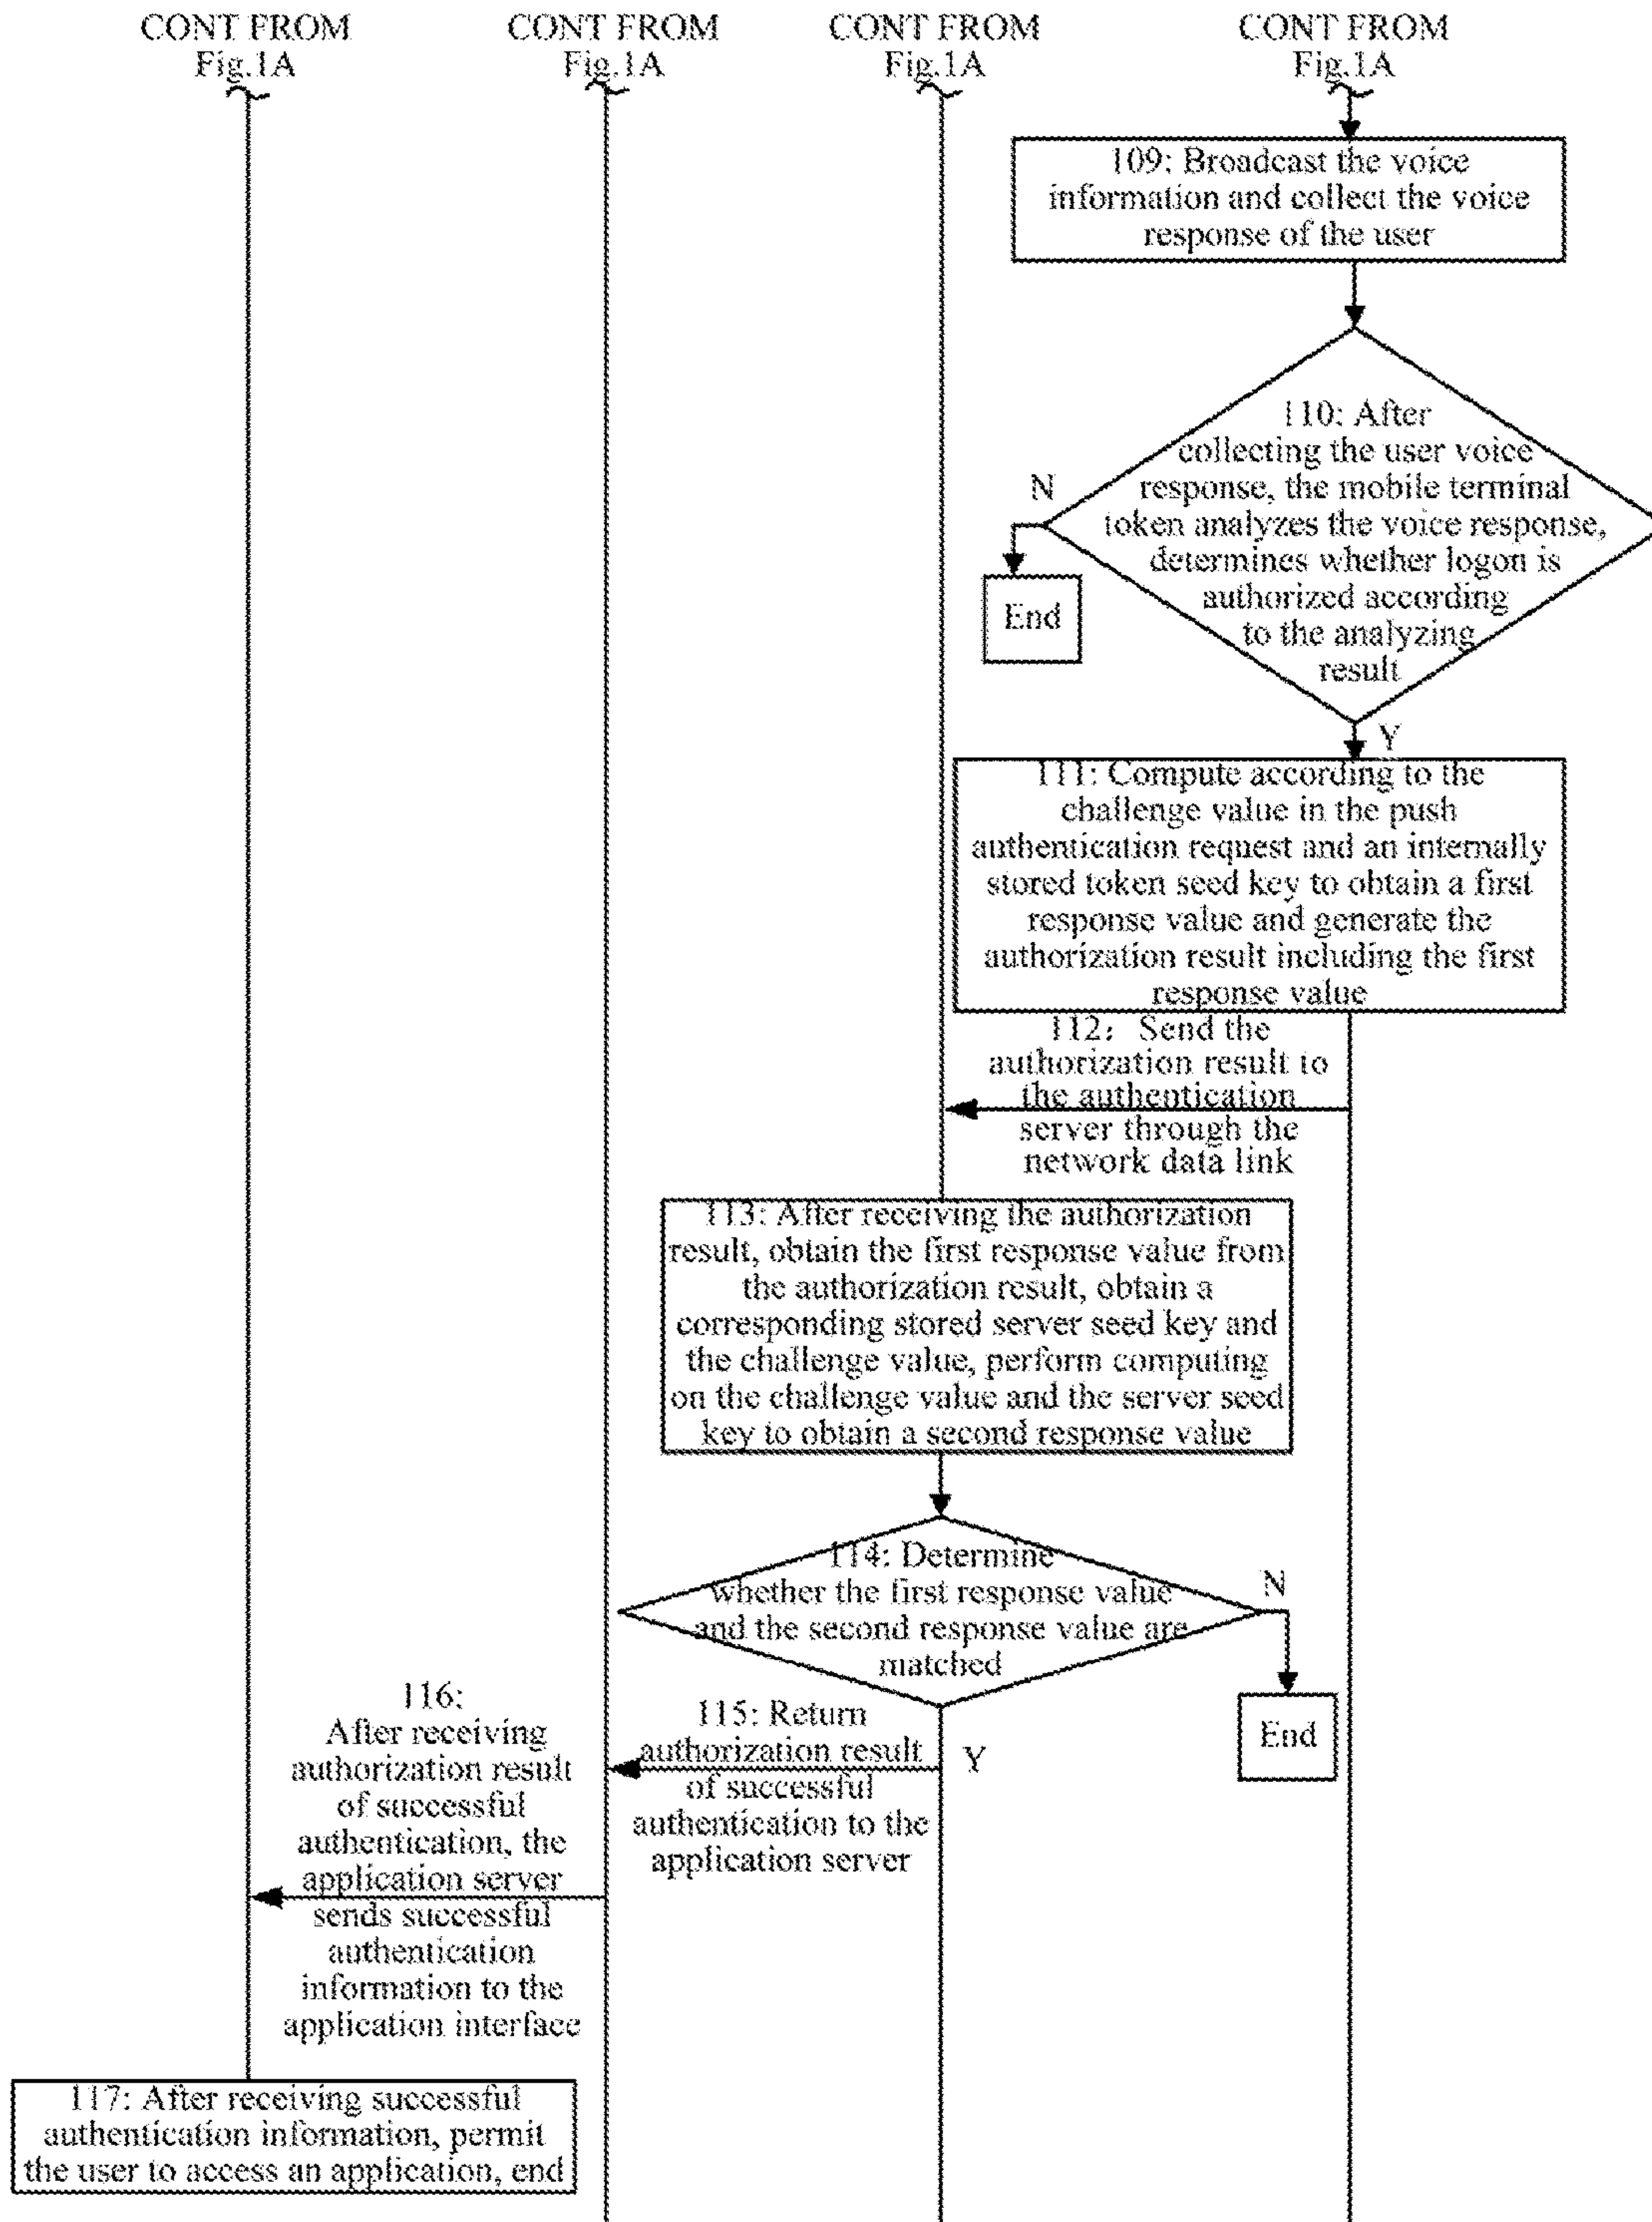 CONT FROM
Fig.1A
CONT FROM
Fig.1A
CONT FROM
Fig.1A
CONT FROM
Fig.1A
109: Broadcast the voice
information and collect the voice
response of the user
110: After
collecting the user voice
response, the mobile terminal
token analyzes the voice response,
determines whether logon is
authorized according
to the analyzing
result
N
End
Y
111: Compute according to the
challenge value in the push
authentication request and an internally
stored token seed key to obtain a first
response value and generate the
authorization result including the first
response value
112: Send the
authorization result to
the authentication
server through the
network data link
113: After receiving the authorization
result, obtain the first response value from
the authorization result, obtain a
corresponding stored server seed key and
the challenge value, perform computing
on the challenge value and the server seed
key to obtain a second response value
114: Determine
whether the first response value
and the second response value are
matched
N
End
Y
115: Return
authorization result
of successful
authentication to the
application server
116:
After receiving
authorization result
of successful
authentication, the
application server
sends successful
authentication
information to the
application interface
117: After receiving successful
authentication information, permit
the user to access an application, end